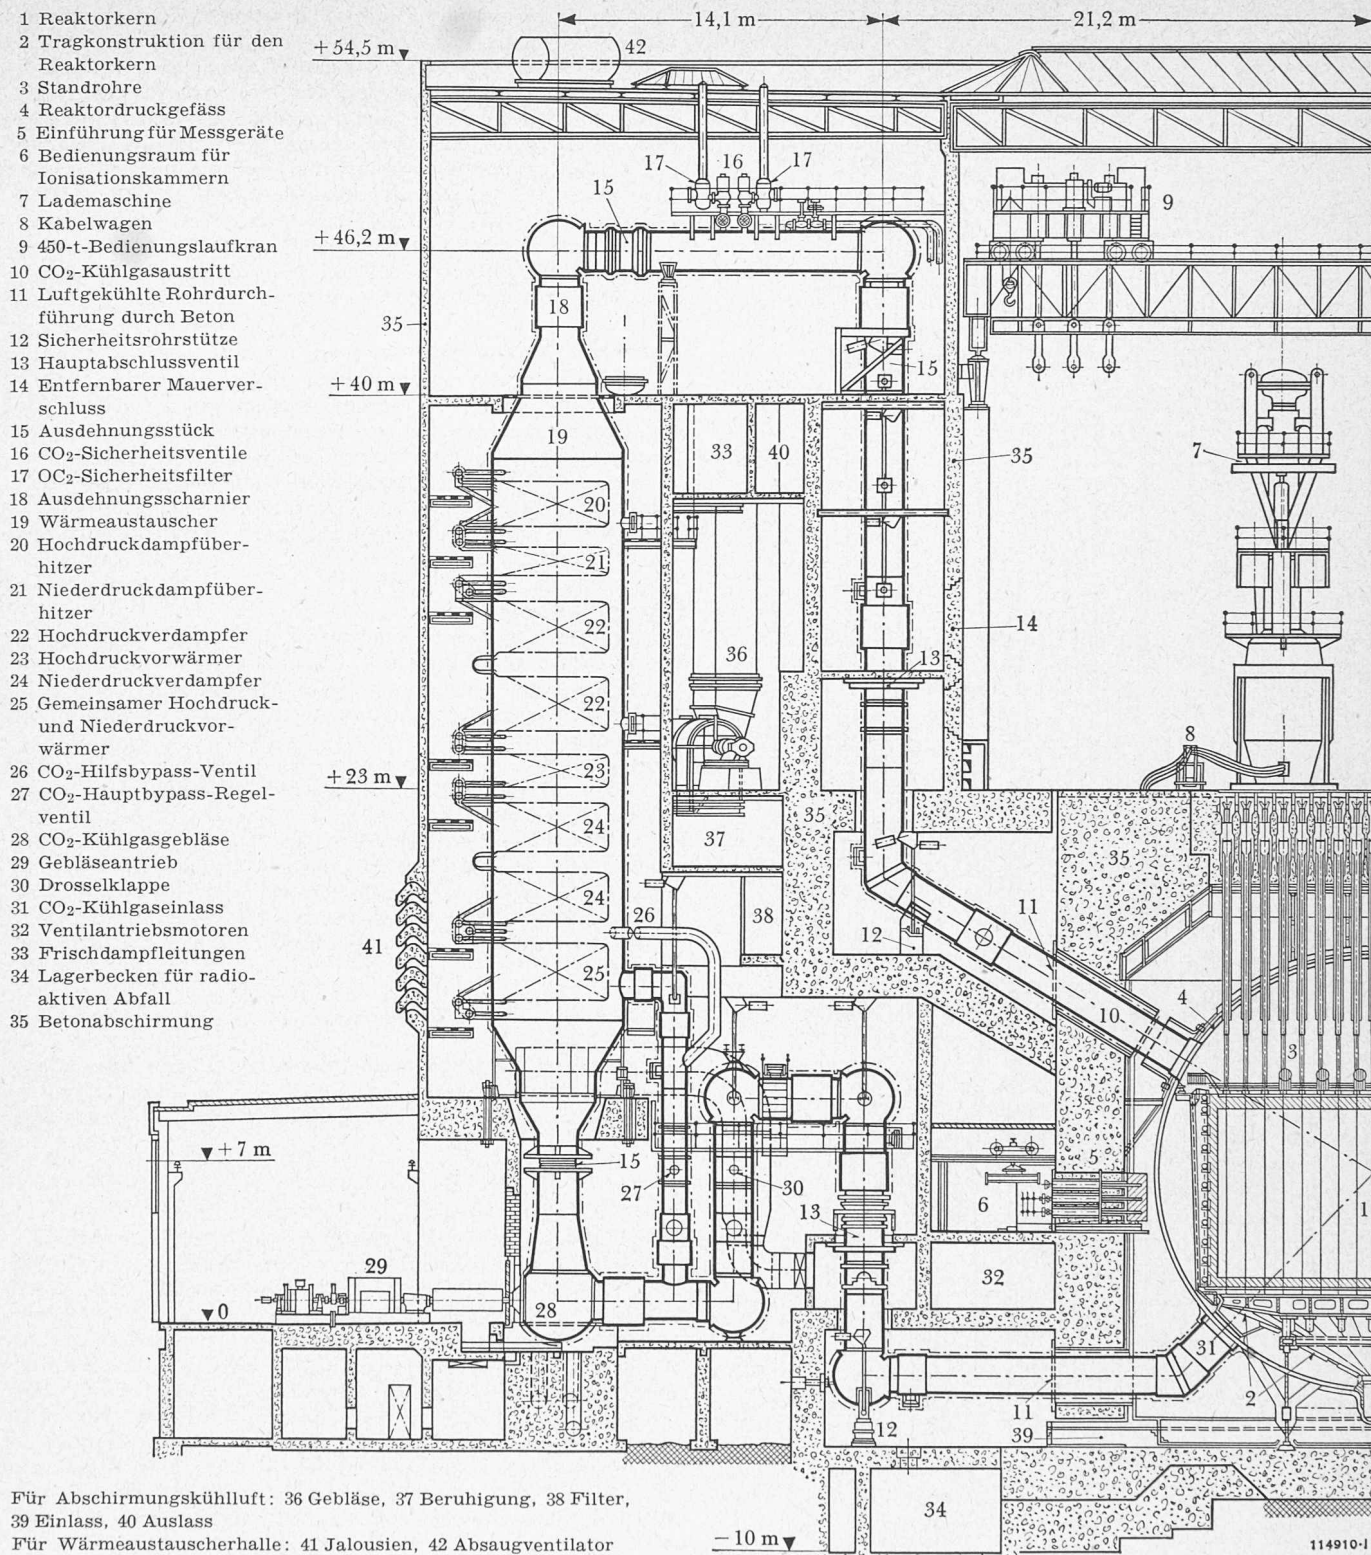 1 Reaktorkern
2 Tragkonstruktion für den
Reaktorkern
3 Standrohre
4 Reaktordruckgefäss
5 Einführung für Messgeräte
6 Bedienungsraum für
Ionisationskammern
7 Lademaschine
8 Kabelwagen
9 450-t-Bedienungslaufkran
10 CO₂-Kühlgasaustritt
11 Luftgekühlte Rohrdurch-
führung durch Beton
12 Sicherheitsrohrstütze
13 Hauptabschlussventil
14 Entfernbarer Mauerver-
schluss
15 Ausdehnungsstück
16 CO₂-Sicherheitsventile
17 OC₂-Sicherheitsfilter
18 Ausdehnungsscharnier
19 Wärmeaustauscher
20 Hochdruckdampfüber-
hitzer
21 Niederdruckdampfüber-
hitzer
22 Hochdruckverdampfer
23 Hochdruckvorwärmer
24 Niederdruckverdampfer
25 Gemeinsamer Hochdruck-
und Niederdruckvor-
wärmer
26 CO₂-Hilfsbypass-Ventil
27 CO₂-Hauptbypass-Regel-
ventil
28 CO₂-Kühlgasgebläse
29 Gebläseantrieb
30 Drosselklappe
31 CO₂-Kühlgaseinlass
32 Ventilantriebsmotoren
33 Frischdampfleitungen
34 Lagerbecken für radio-
aktiven Abfall
35 Betonabschirmung
14,1 m
21,2 m
+54,5 m
42
17
16
17
15
9
+46,2 m
18
35
15
+40 m
19
33
40
35
7
20
21
22
14
36
13
22
8
+23 m
23
35
37
24
35
24
26
38
11
41
12
25
4
10
3
+7 m
15
27
30
5
6
13
1
29
32
28
0
31
11
2
12
39
34
Für Abschirmungskühlluft: 36 Gebläse, 37 Beruhigung, 38 Filter,
39 Einlass, 40 Auslass
Für Wärmeaustauscherhalle: 41 Jalousien, 42 Absaugventilator
−10 m
114910·1